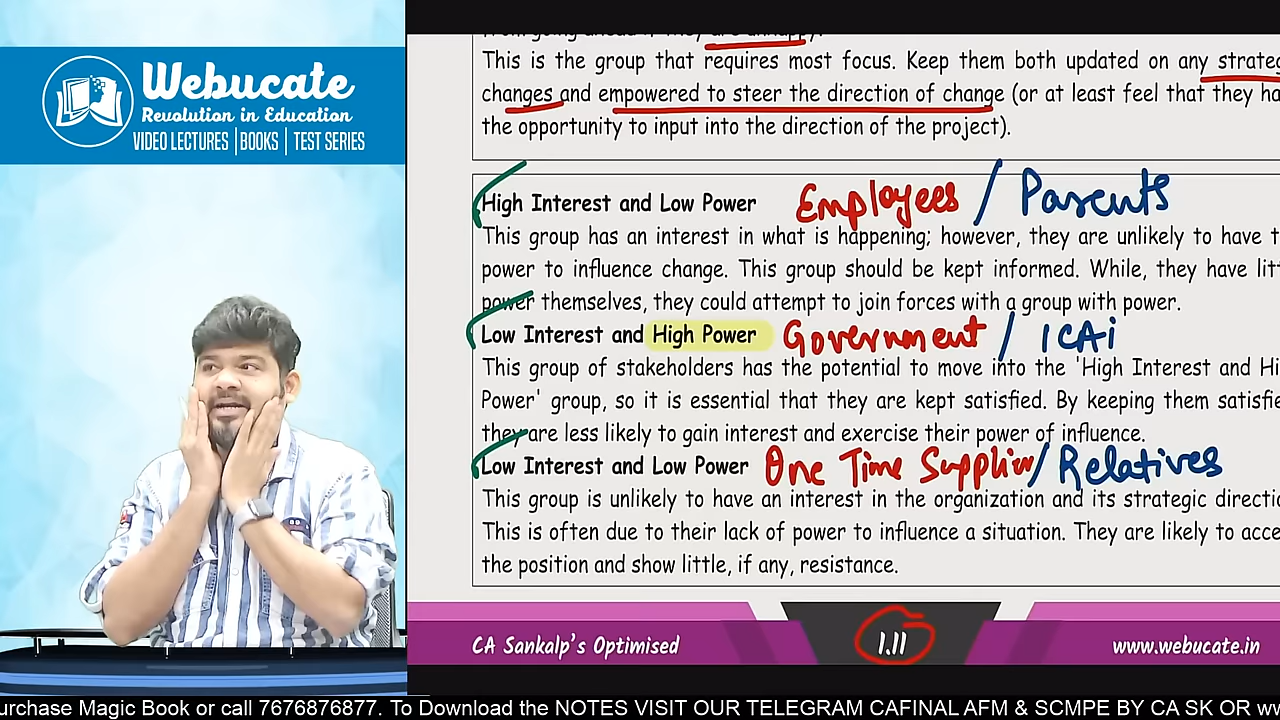 Webucate
Revolution in Education
VIDEO LECTURES | BOOKS | TEST SERIES
This is the group that requires most focus. Keep them both updated on any strateg
changes and empowered to steer the direction of change (or at least feel that they ha
the opportunity to input into the direction of the project).
High Interest and Low Power Employees / Parents
This group has an interest in what is happening; however, they are unlikely to have t
power to influence change. This group should be kept informed. While, they have litt
power themselves, they could attempt to join forces with a group with power.
Low Interest and High Power Government / ICAi
This group of stakeholders has the potential to move into the 'High Interest and Hi
Power' group, so it is essential that they are kept satisfied. By keeping them satisfie
they are less likely to gain interest and exercise their power of influence.
Low Interest and Low Power One Time Supplier / Relatives
This group is unlikely to have an interest in the organization and its strategic directi
This is often due to their lack of power to influence a situation. They are likely to acce
the position and show little, if any, resistance.
CA Sankalp's Optimised 1.11 www.webucate.in
urchase Magic Book or call 7676876877. To Download the NOTES VISIT OUR TELEGRAM CAFINAL AFM & SCMPE BY CA SK OR w